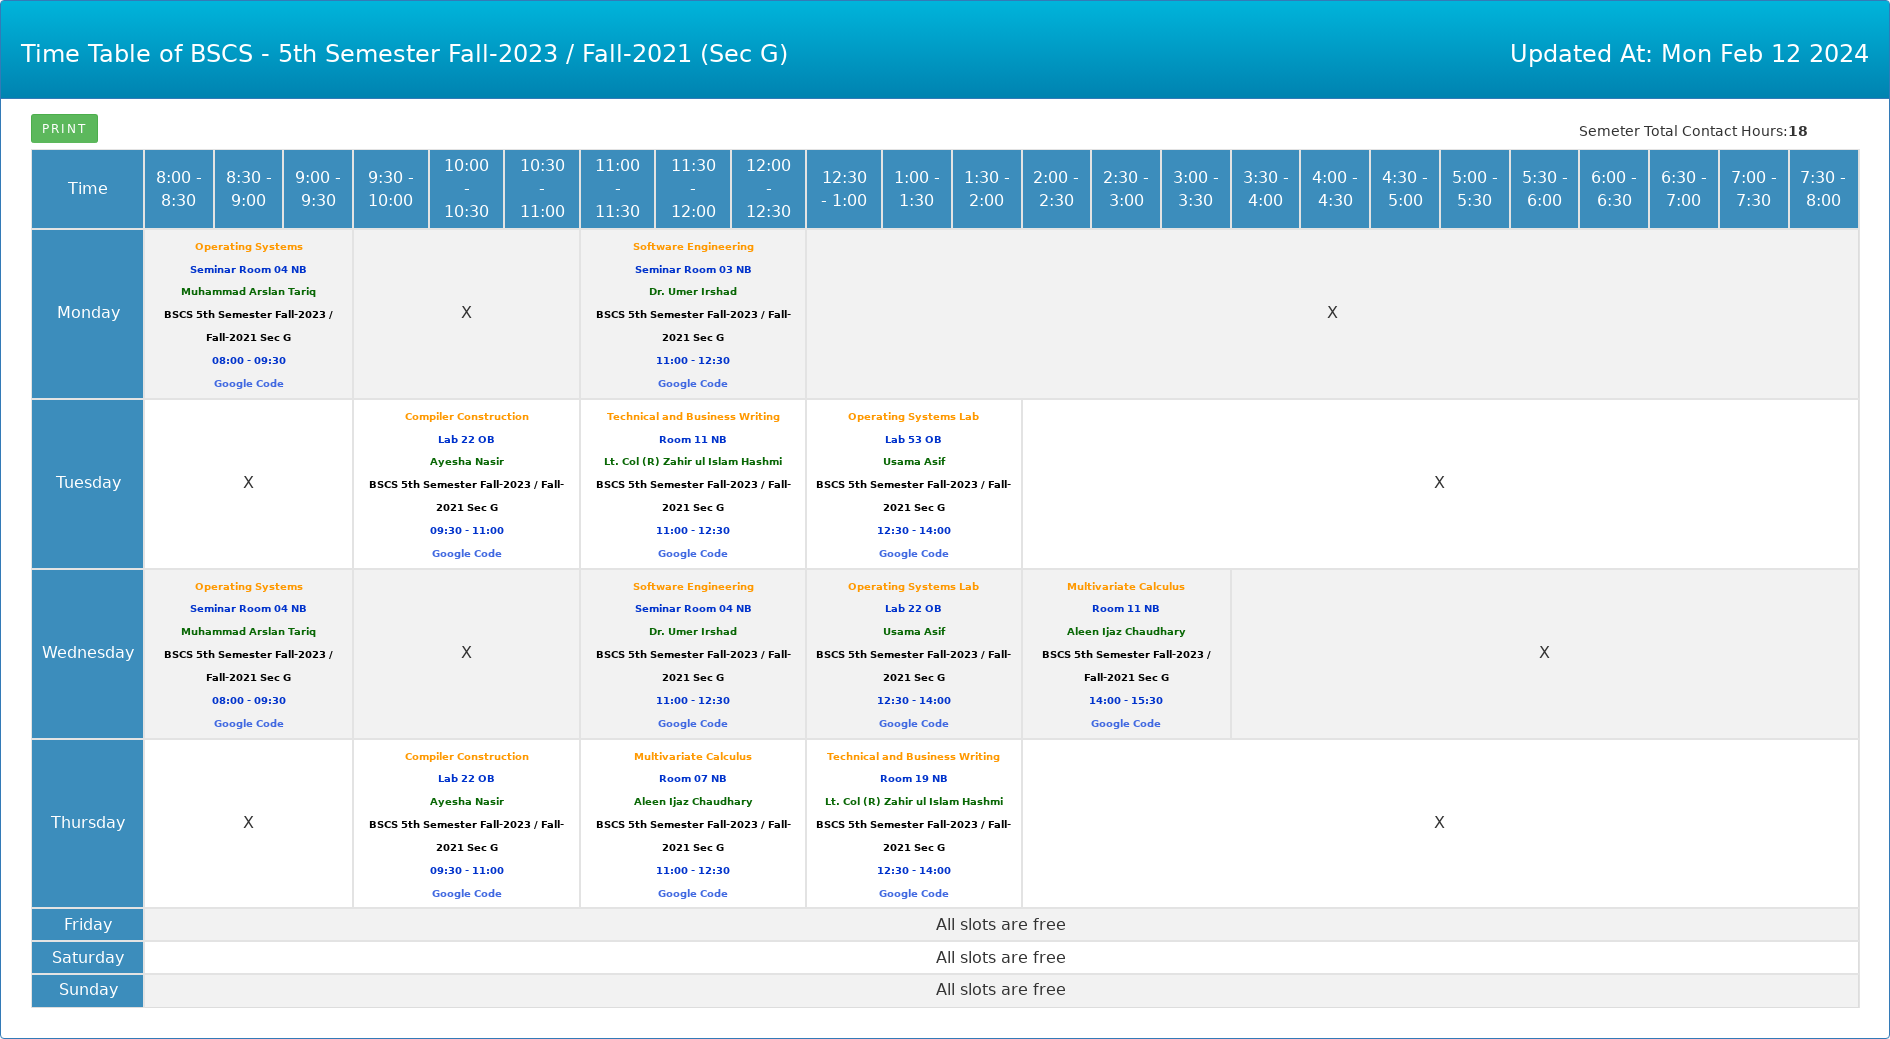 Time Table of BSCS - 5th Semester Fall-2023 / Fall-2021 (Sec G)
Updated At: Mon Feb 12 2024
PRINT
Semeter Total Contact Hours:18
Time
8:00 -
8:30
8:30 -
9:00
9:00 -
9:30
9:30 -
10:00
10:00
-
10:30
10:30
-
11:00
11:00
-
11:30
11:30
-
12:00
12:00
-
12:30
12:30
- 1:00
1:00 -
1:30
1:30 -
2:00
2:00 -
2:30
2:30 -
3:00
3:00 -
3:30
3:30 -
4:00
4:00 -
4:30
4:30 -
5:00
5:00 -
5:30
5:30 -
6:00
6:00 -
6:30
6:30 -
7:00
7:00 -
7:30
7:30 -
8:00
Monday
Operating Systems
Seminar Room 04 NB
Muhammad Arslan Tariq
BSCS 5th Semester Fall-2023 /
Fall-2021 Sec G
08:00 - 09:30
Google Code
X
Software Engineering
Seminar Room 03 NB
Dr. Umer Irshad
BSCS 5th Semester Fall-2023 / Fall-
2021 Sec G
11:00 - 12:30
Google Code
X
Tuesday
X
Compiler Construction
Lab 22 OB
Ayesha Nasir
BSCS 5th Semester Fall-2023 / Fall-
2021 Sec G
09:30 - 11:00
Google Code
Technical and Business Writing
Room 11 NB
Lt. Col (R) Zahir ul Islam Hashmi
BSCS 5th Semester Fall-2023 / Fall-
2021 Sec G
11:00 - 12:30
Google Code
Operating Systems Lab
Lab 53 OB
Usama Asif
BSCS 5th Semester Fall-2023 / Fall-
2021 Sec G
12:30 - 14:00
Google Code
X
Wednesday
Operating Systems
Seminar Room 04 NB
Muhammad Arslan Tariq
BSCS 5th Semester Fall-2023 /
Fall-2021 Sec G
08:00 - 09:30
Google Code
X
Software Engineering
Seminar Room 04 NB
Dr. Umer Irshad
BSCS 5th Semester Fall-2023 / Fall-
2021 Sec G
11:00 - 12:30
Google Code
Operating Systems Lab
Lab 22 OB
Usama Asif
BSCS 5th Semester Fall-2023 / Fall-
2021 Sec G
12:30 - 14:00
Google Code
Multivariate Calculus
Room 11 NB
Aleen Ijaz Chaudhary
BSCS 5th Semester Fall-2023 /
Fall-2021 Sec G
14:00 - 15:30
Google Code
X
Thursday
X
Compiler Construction
Lab 22 OB
Ayesha Nasir
BSCS 5th Semester Fall-2023 / Fall-
2021 Sec G
09:30 - 11:00
Google Code
Multivariate Calculus
Room 07 NB
Aleen Ijaz Chaudhary
BSCS 5th Semester Fall-2023 / Fall-
2021 Sec G
11:00 - 12:30
Google Code
Technical and Business Writing
Room 19 NB
Lt. Col (R) Zahir ul Islam Hashmi
BSCS 5th Semester Fall-2023 / Fall-
2021 Sec G
12:30 - 14:00
Google Code
X
Friday
All slots are free
Saturday
All slots are free
Sunday
All slots are free